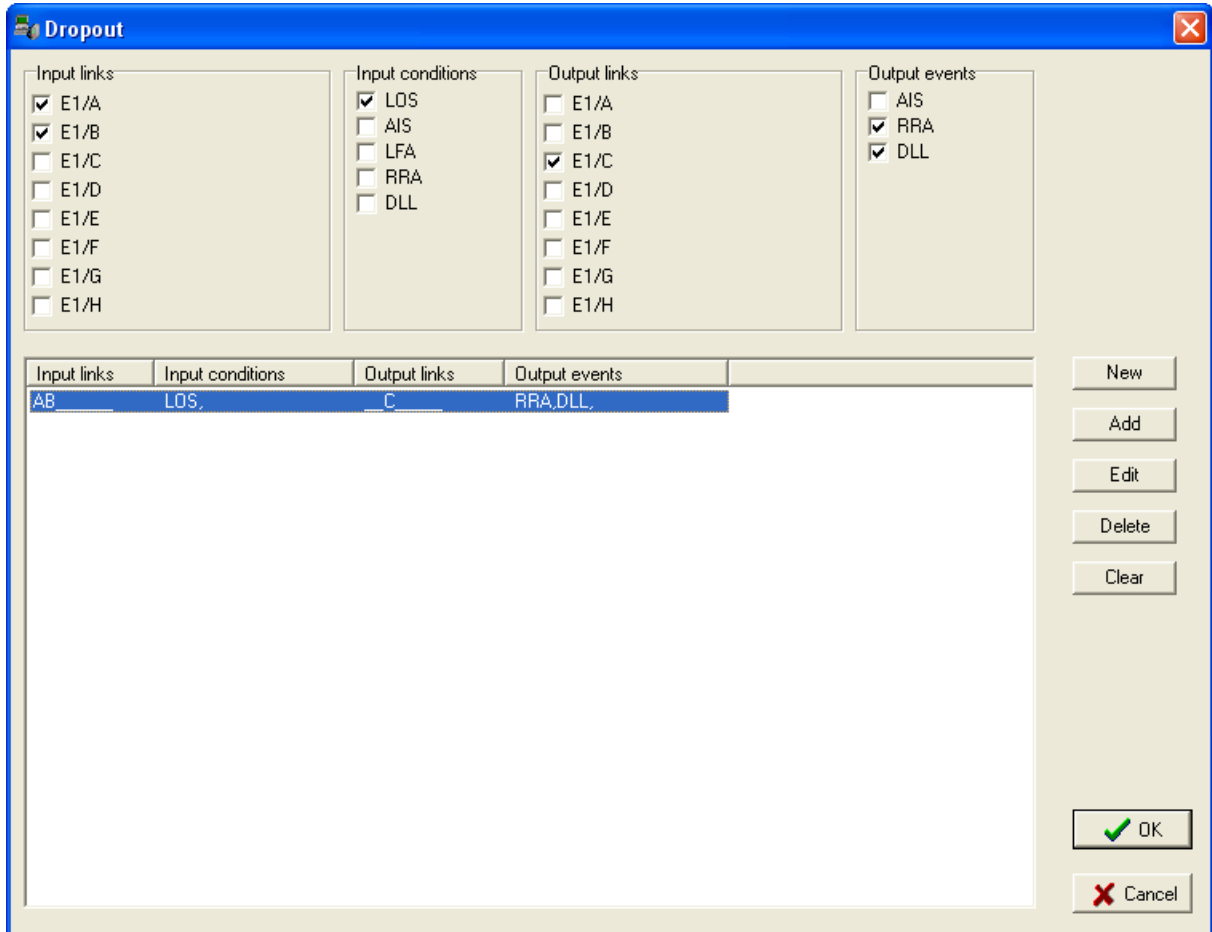 Dropout
Input links
E1/A
E1/B
E1/C
E1/D
E1/E
E1/F
E1/G
E1/H
Input conditions
LOS
AIS
LFA
RRA
DLL
Output links
E1/A
E1/B
E1/C
E1/D
E1/E
E1/F
E1/G
E1/H
Output events
AIS
RRA
DLL
Input links Input conditions Output links Output events
AB______ LOS, __C_____ RRA,DLL,
New
Add
Edit
Delete
Clear
OK
Cancel